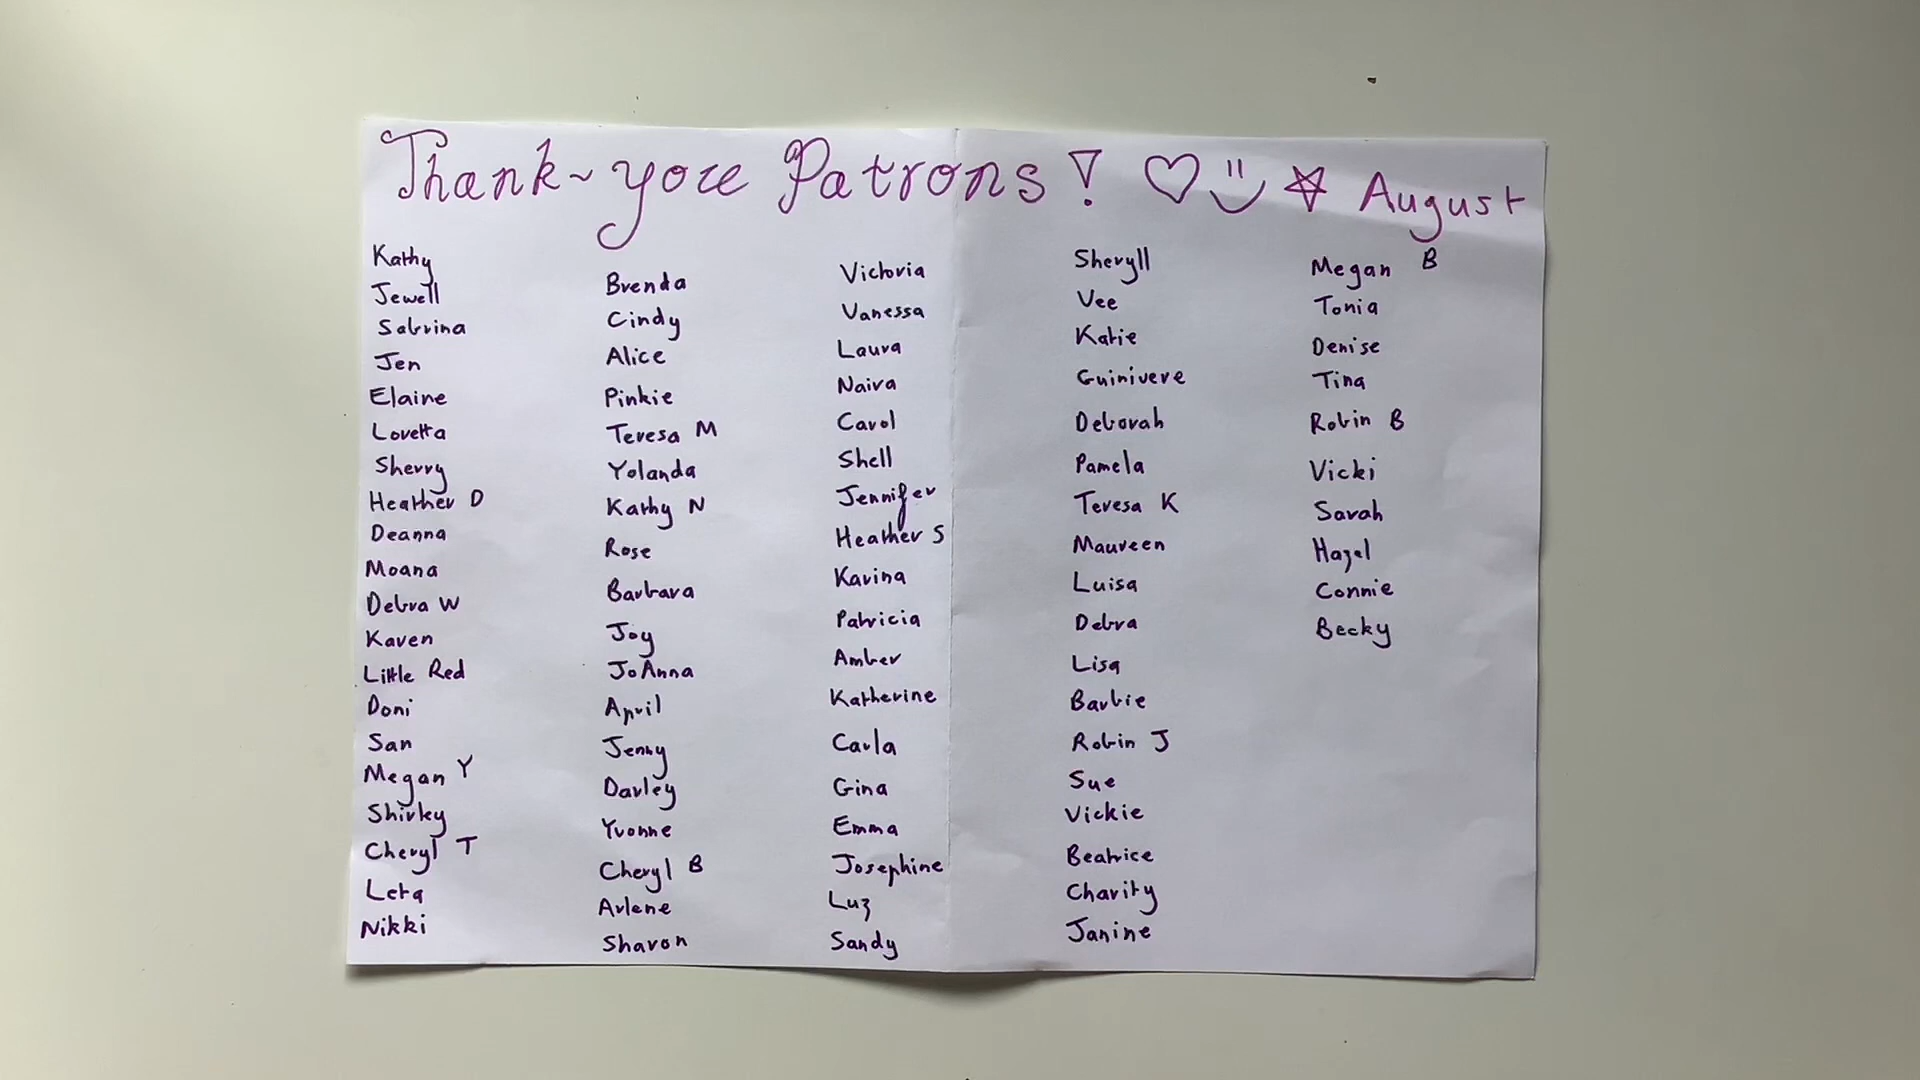 Thank-you Patrons! August
Kathy
Jewell
Sabrina
Jen
Elaine
Lovetta
Sherry
Heather D
Deanna
Moana
Debra W
Karen
Little Red
Doni
San
Megan Y
Shirley
Cheryl T
Leta
Nikki
Brenda
Cindy
Alice
Pinkie
Teresa M
Yolanda
Kathy N
Rose
Barbara
Joy
JoAnna
April
Jenny
Darley
Yvonne
Cheryl B
Arlene
Sharon
Victoria
Vanessa
Laura
Naira
Carol
Shell
Jennifer
Heather S
Karina
Patricia
Amber
Katherine
Carla
Gina
Emma
Josephine
Luz
Sandy
Sheryll
Vee
Katie
Guinivere
Deborah
Pamela
Teresa K
Maureen
Luisa
Debra
Lisa
Barbie
Robin J
Sue
Vickie
Beatrice
Charity
Janine
Megan B
Tonia
Denise
Tina
Robin B
Vicki
Sarah
Hazel
Connie
Becky